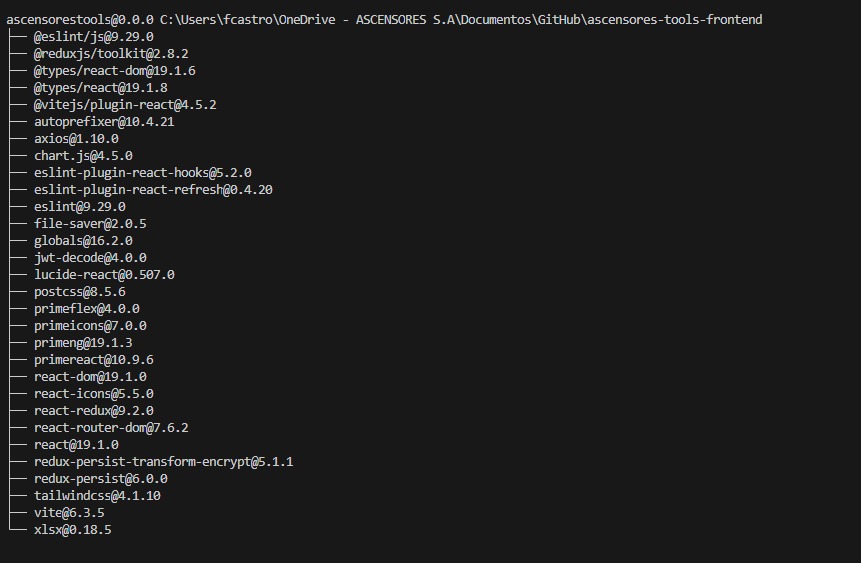 ascensorestools@0.0.0 C:\Users\fcastro\OneDrive - ASCENSORES S.A\Documentos\GitHub\ascensores-tools-frontend
├── @eslint/js@9.29.0
├── @reduxjs/toolkit@2.8.2
├── @types/react-dom@19.1.6
├── @types/react@19.1.8
├── @vitejs/plugin-react@4.5.2
├── autoprefixer@10.4.21
├── axios@1.10.0
├── chart.js@4.5.0
├── eslint-plugin-react-hooks@5.2.0
├── eslint-plugin-react-refresh@0.4.20
├── eslint@9.29.0
├── file-saver@2.0.5
├── globals@16.2.0
├── jwt-decode@4.0.0
├── lucide-react@0.507.0
├── postcss@8.5.6
├── primeflex@4.0.0
├── primeicons@7.0.0
├── primeng@19.1.3
├── primereact@10.9.6
├── react-dom@19.1.0
├── react-icons@5.5.0
├── react-redux@9.2.0
├── react-router-dom@7.6.2
├── react@19.1.0
├── redux-persist-transform-encrypt@5.1.1
├── redux-persist@6.0.0
├── tailwindcss@4.1.10
├── vite@6.3.5
└── xlsx@0.18.5